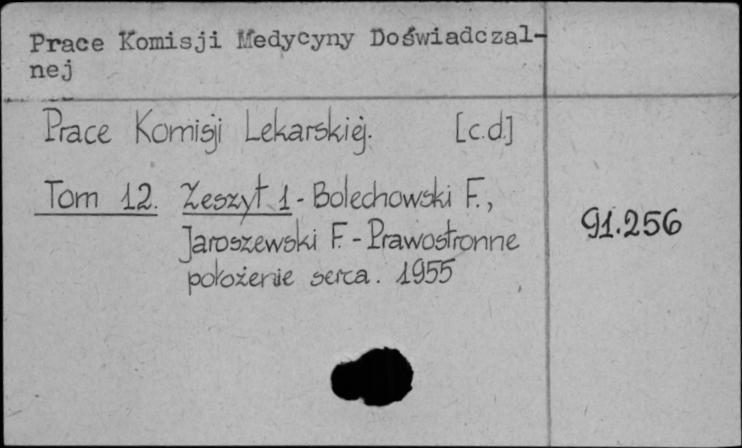 Prace Komisji Medycyny Doświadczal-
nej
Prace Komisji Lekarskiej. [c.d.]
Tom 12. Zeszyt 1 - Bolechowski F.,
Jaroszewski F. - Prawostronne
położenie serca. 1955
91.256